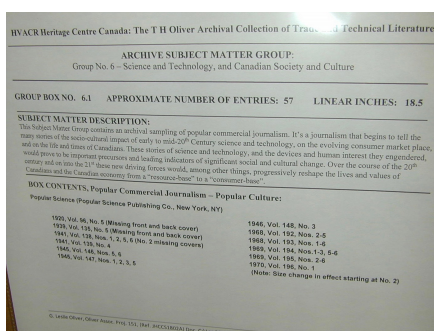 HVACR Heritage Centre Canada: The T H Oliver Archival Collection of Trade and Technical Literature
ARCHIVE SUBJECT MATTER GROUP:
Group No. 6 – Science and Technology, and Canadian Society and Culture
GROUP BOX NO. 6.1 APPROXIMATE NUMBER OF ENTRIES: 57 LINEAR INCHES: 18.5
SUBJECT MATTER DESCRIPTION:
This Subject Matter Group contains an archival sampling of popular commercial journalism. It's a journalism that begins to tell the
many stories of the socio-cultural impact of early to mid-20th Century science and technology, on the evolving consumer market place,
and on the life and times of Canadians. These stories of science and technology, and the devices and human interest they engendered,
would prove to be important precursors and leading indicators of significant social and cultural change. Over the course of the 20th
century and on into the 21st these new driving forces would, among other things, progressively reshape the lives and values of
Canadians and the Canadian economy from a "resource-base" to a "consumer-base".
BOX CONTENTS, Popular Commercial Journalism – Popular Culture:
Popular Science (Popular Science Publishing Co., New York, NY)
1920, Vol. 96, No. 5 (Missing front and back cover)
1939, Vol. 135, No. 5 (Missing front and back cover)
1941, Vol. 138, Nos. 1, 2, 5, 6 (No. 2 missing covers)
1941, Vol. 139, No. 4
1945, Vol. 146, Nos. 5, 6
1945, Vol. 147, Nos. 1, 2, 3, 5
1946, Vol. 148, No. 3
1968, Vol. 192, Nos. 2-5
1968, Vol. 193, Nos. 1-6
1969, Vol. 194, Nos.1-3, 5-6
1969, Vol. 195, Nos. 2-6
1970, Vol. 196, No. 1
(Note: Size change in effect starting at No. 2)
G. Leslie Oliver, Oliver Assoc. Proj. 151,